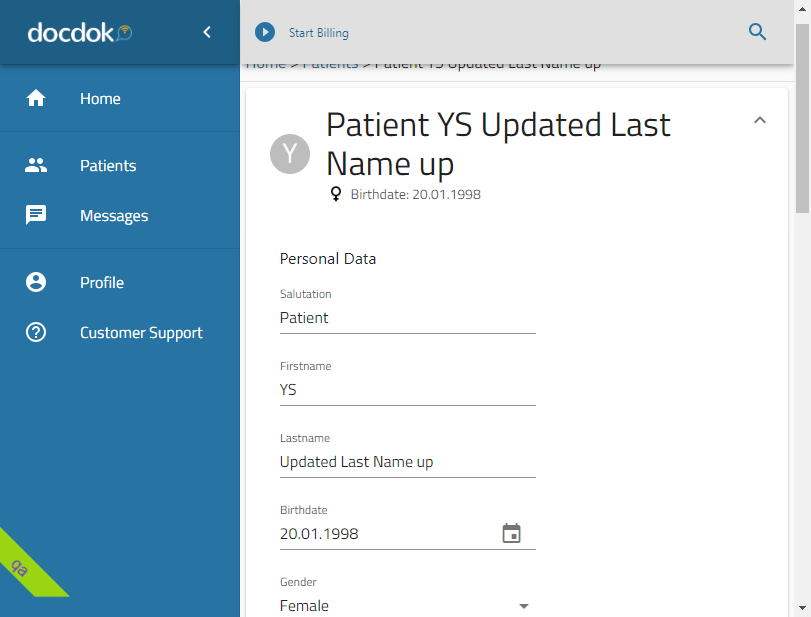 docdok
Start Billing
Home > Patients > Patient YS Updated Last Name up
Home
Patients
Messages
Profile
Customer Support
qa
Y
Patient YS Updated Last
Name up
Birthdate: 20.01.1998
Personal Data
Salutation
Patient
Firstname
YS
Lastname
Updated Last Name up
Birthdate
20.01.1998
Gender
Female